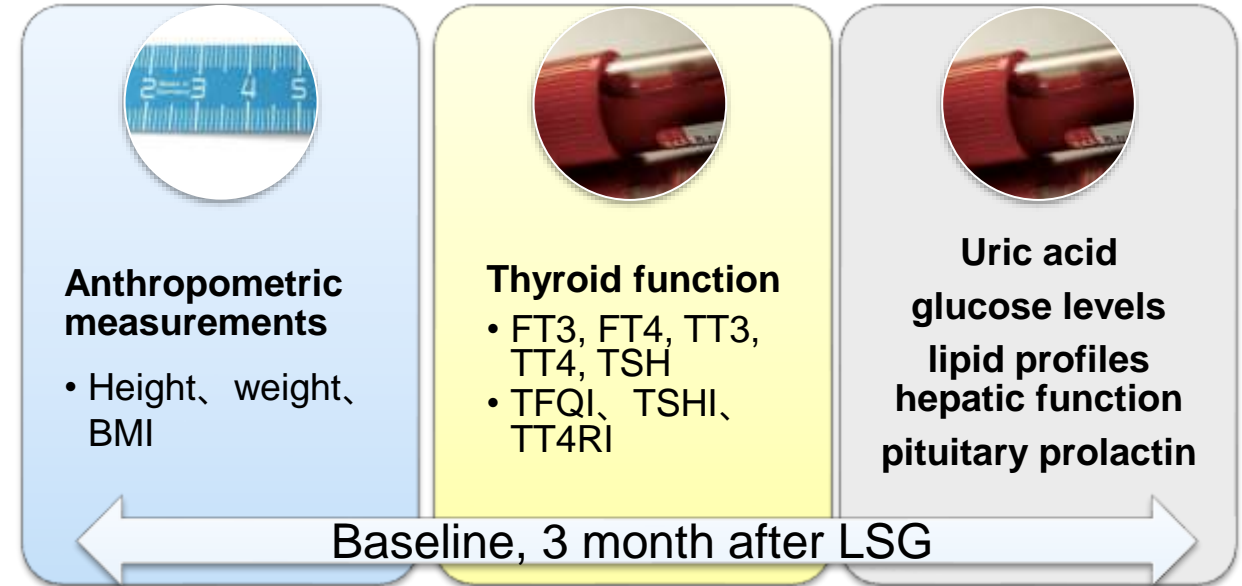 2 3 4 5
Anthropometric
measurements
• Height、weight、
BMI
Thyroid function
• FT3, FT4, TT3,
TT4, TSH
• TFQI、TSHI、
TT4RI
Uric acid
glucose levels
lipid profiles
hepatic function
pituitary prolactin
Baseline, 3 month after LSG